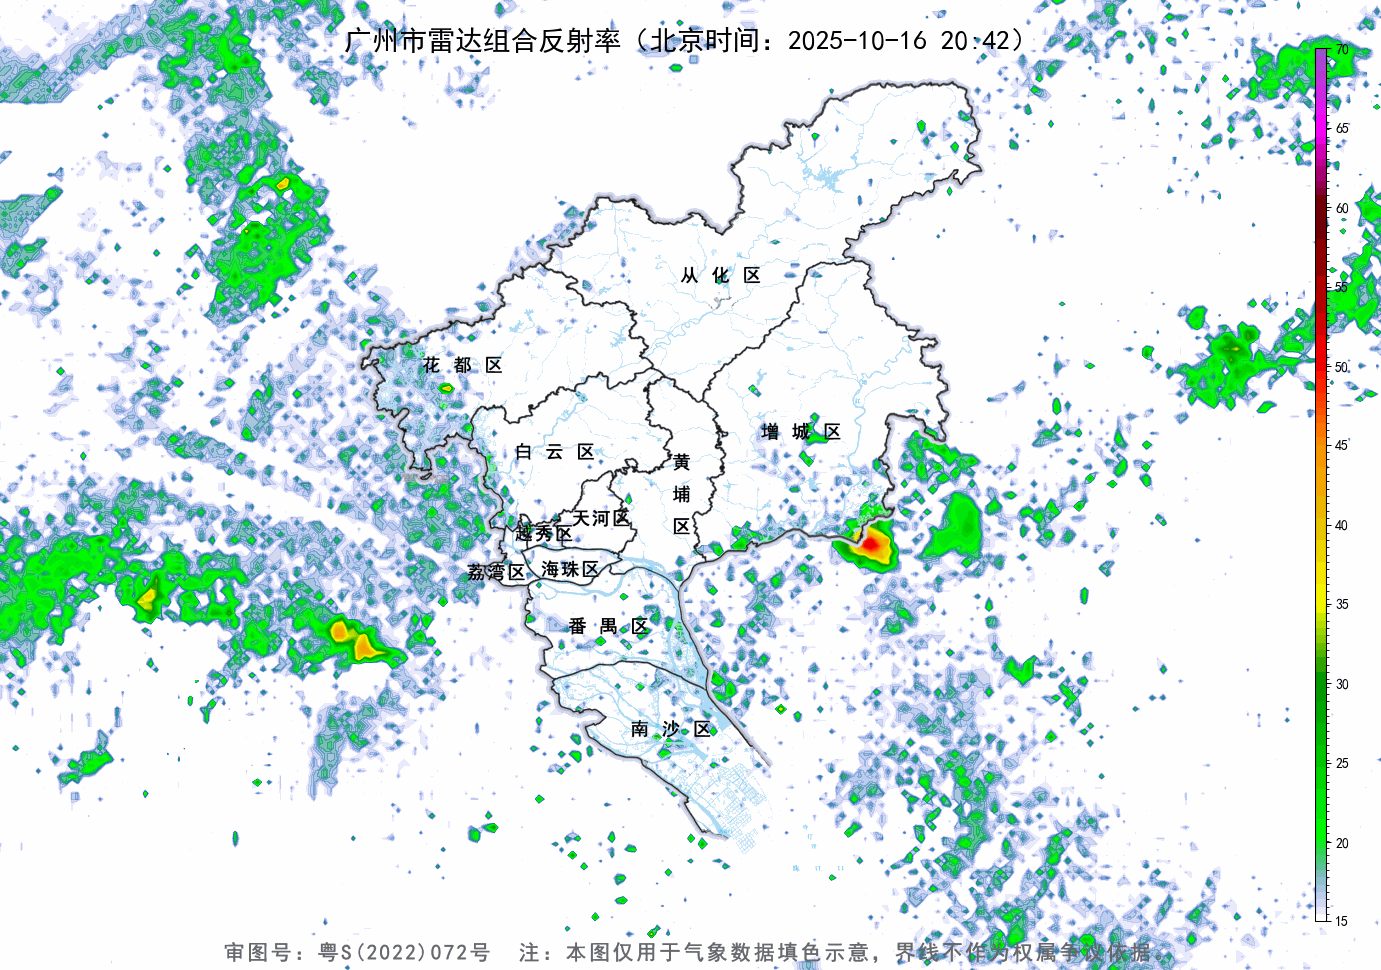 广州市雷达组合反射率（北京时间：2025-10-16 20:42）
70
65
60
55
50
45
40
35
30
25
20
15
从化区
花都区
增城区
白云区
黄埔区
天河区
越秀区
荔湾区
海珠区
番禺区
南沙区
审图号：粤S(2022)072号 注：本图仅用于气象数据填色示意，界线不作为权属争议依据。